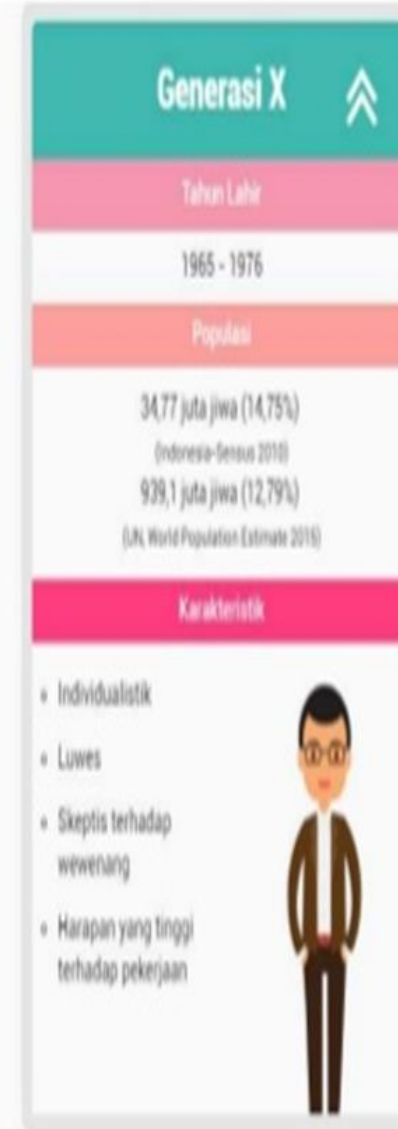 Generasi X
Tahun Lahir
1965 - 1976
Populasi
34,77 juta jiwa (14,75%)
(Indonesia-Sensus 2010)
939,1 juta jiwa (12,79%)
(UN, World Population Estimate 2015)
Karakteristik
Individualistik
Luwes
Skeptis terhadap
wewenang
Harapan yang tinggi
terhadap pekerjaan